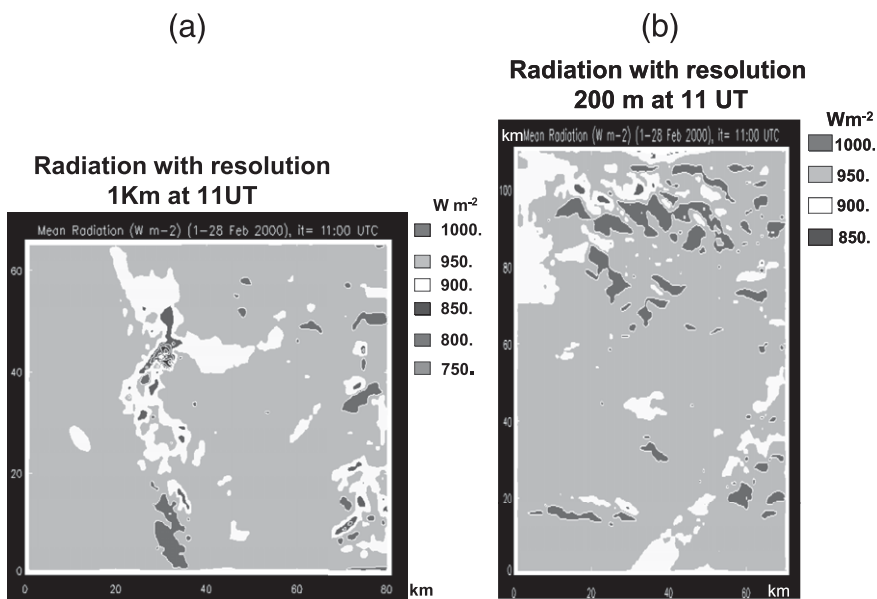 (a)
Radiation with resolution
1Km at 11UT
W m-2
Mean Radiation (W m-2) (1-28 Feb 2000), it= 11:00 UTC
1000.
950.
900.
850.
800.
750.
60
40
20
0
0 20 40 60 80 km
(b)
Radiation with resolution
200 m at 11 UT
Wm-2
km Mean Radiation (W m-2) (1-28 Feb 2000), it= 11:00 UTC
1000.
950.
900.
850.
100
80
60
40
20
0
0 20 40 60 km